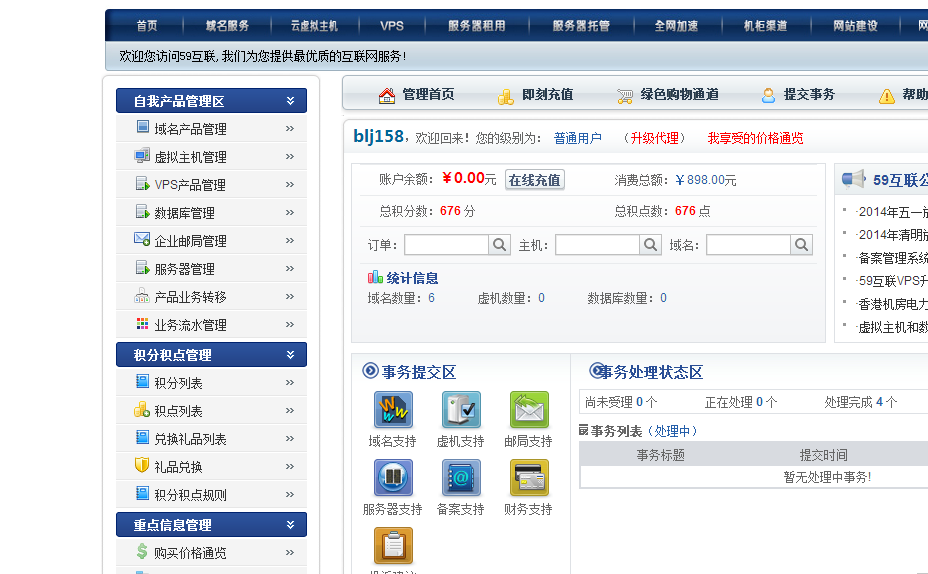 首页 域名服务 云虚拟主机 VPS 服务器租用 服务器托管 全网加速 机柜渠道 网站建设 网
欢迎您访问59互联, 我们为您提供最优质的互联网服务!
自我产品管理区
域名产品管理 »
虚拟主机管理 »
VPS产品管理 »
数据库管理 »
企业邮局管理 »
服务器管理 »
产品业务转移 »
业务流水管理 »
积分积点管理
积分列表 »
积点列表 »
兑换礼品列表 »
礼品兑换 »
积分积点规则 »
重点信息管理
购买价格通览 »
管理首页 即刻充值 绿色购物通道 提交事务 帮助
blj158, 欢迎回来! 您的级别为: 普通用户 (升级代理) 我享受的价格通览
账户余额: ¥0.00元 在线充值 消费总额: ¥898.00元
总积分数: 676 分 总积点数: 676 点
订单: 主机: 域名:
统计信息
域名数量: 6 虚机数量: 0 数据库数量: 0
59互联公
·2014年五一放
·2014年清明放
·备案管理系统
·59互联VPS升
·香港机房电力
·虚拟主机和数
事务提交区
域名支持 虚机支持 邮局支持
服务器支持 备案支持 财务支持
事务处理状态区
尚未受理 0 个 正在处理 0 个 处理完成 4 个
事务列表 (处理中)
事务标题 提交时间
暂无处理中事务!